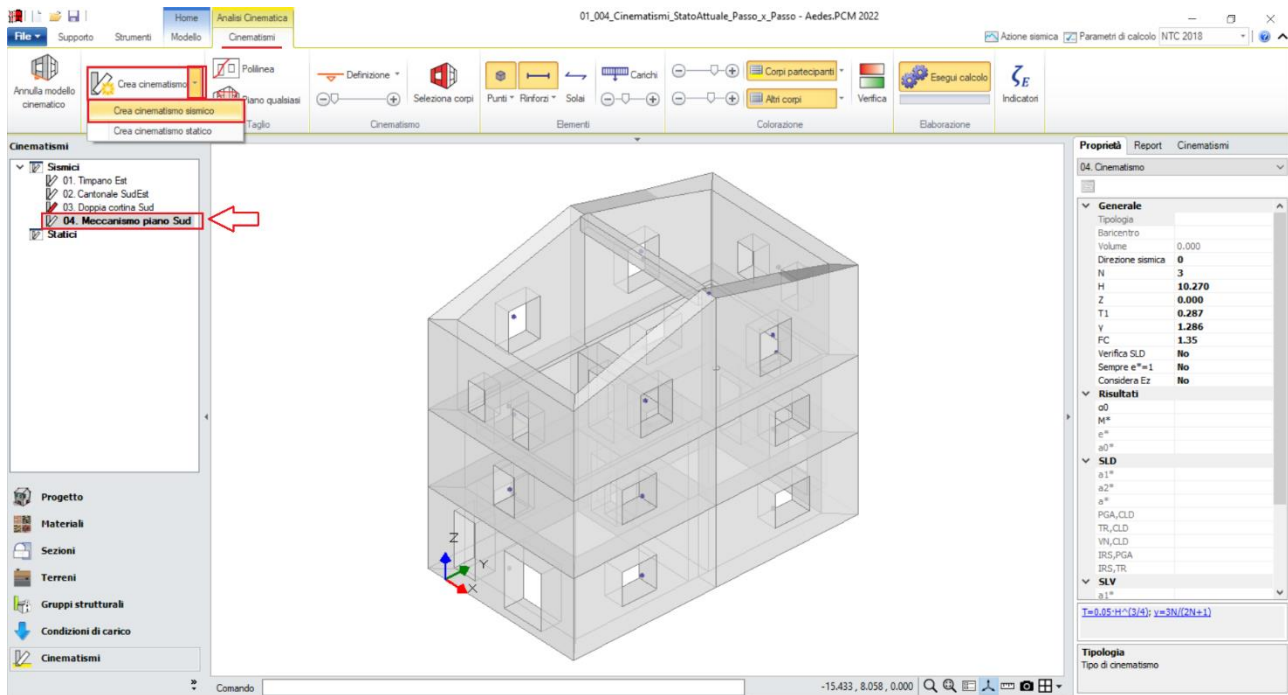 Home
Analisi Cinematica
01_004_Cinematismi_StatoAttuale_Passo_x_Passo - Aedes.PCM 2022
File
Supporto
Strumenti
Modello
Cinematismi
Azione sismica
Parametri di calcolo
NTC 2018
Annulla modello
cinematico
Crea cinematismo
Crea cinematismo sismico
Crea cinematismo statico
Polilinea
Piano qualsiasi
Taglio
Definizione
Seleziona corpi
Cinematismo
Punti
Rinforzi
Solai
Carichi
Elementi
Corpi partecipanti
Altri corpi
Verifica
Colorazione
Esegui calcolo
Elaborazione
ζE
Indicatori
Cinematismi
Sismici
01. Timpano Est
02. Cantonale SudEst
03. Doppia cortina Sud
04. Meccanismo piano Sud
Statici
Progetto
Materiali
Sezioni
Terreni
Gruppi strutturali
Condizioni di carico
Cinematismi
Z
Y
X
Comando
-15.433 , 8.058 , 0.000
Proprietà Report Cinematismi
04. Cinematismo
Generale
Tipologia
Baricentro
Volume 0.000
Direzione sismica 0
N 3
H 10.270
Z 0.000
T1 0.287
γ 1.286
FC 1.35
Verifica SLD No
Sempre e*=1 No
Considera Ez No
Risultati
α0
M*
e*
a0*
SLD
a1*
a2*
a*
PGA,CLD
TR,CLD
VN,CLD
IRS,PGA
IRS,TR
SLV
a1*
T=0.05·H^(3/4); γ=3N/(2N+1)
Tipologia
Tipo di cinematismo